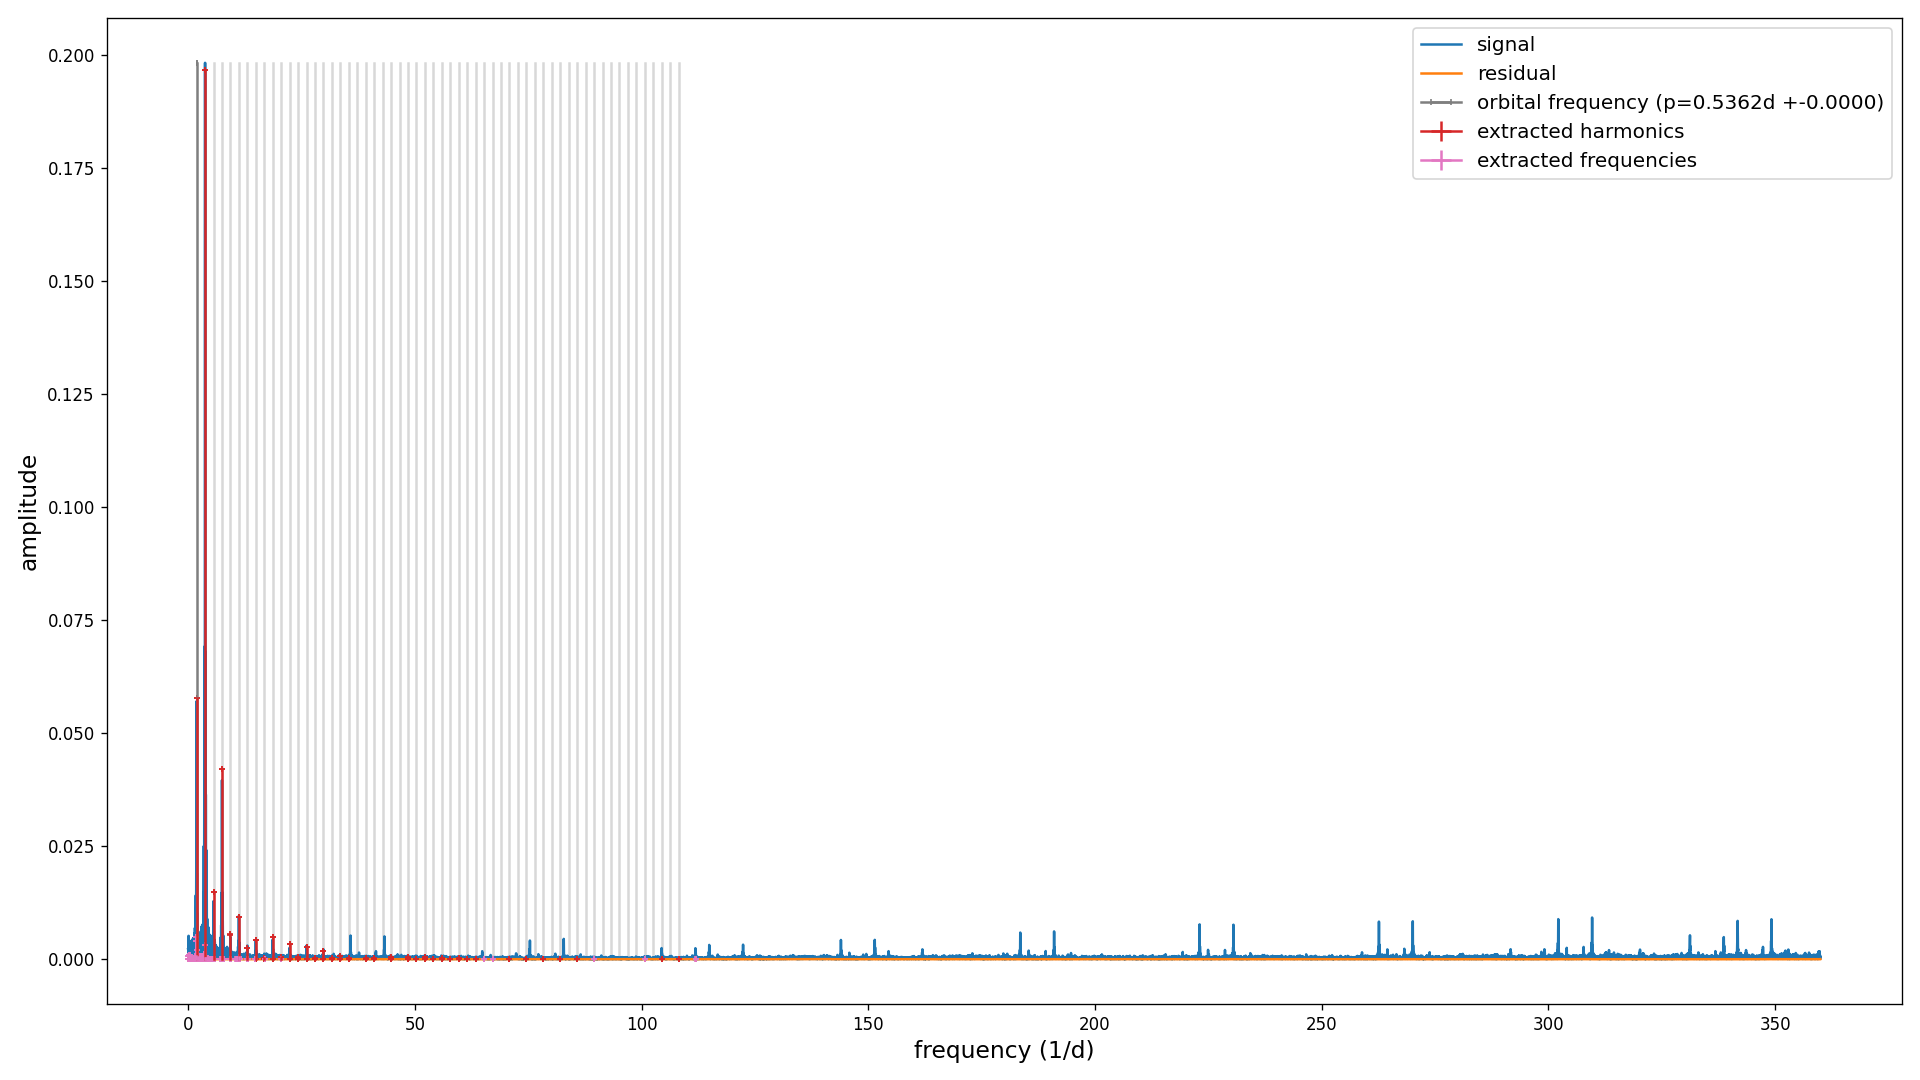 0.200
0.175
0.150
0.125
0.100
0.075
0.050
0.025
0.000
amplitude
0
50
100
150
200
250
300
350
frequency (1/d)
signal
residual
orbital frequency (p=0.5362d +-0.0000)
extracted harmonics
extracted frequencies